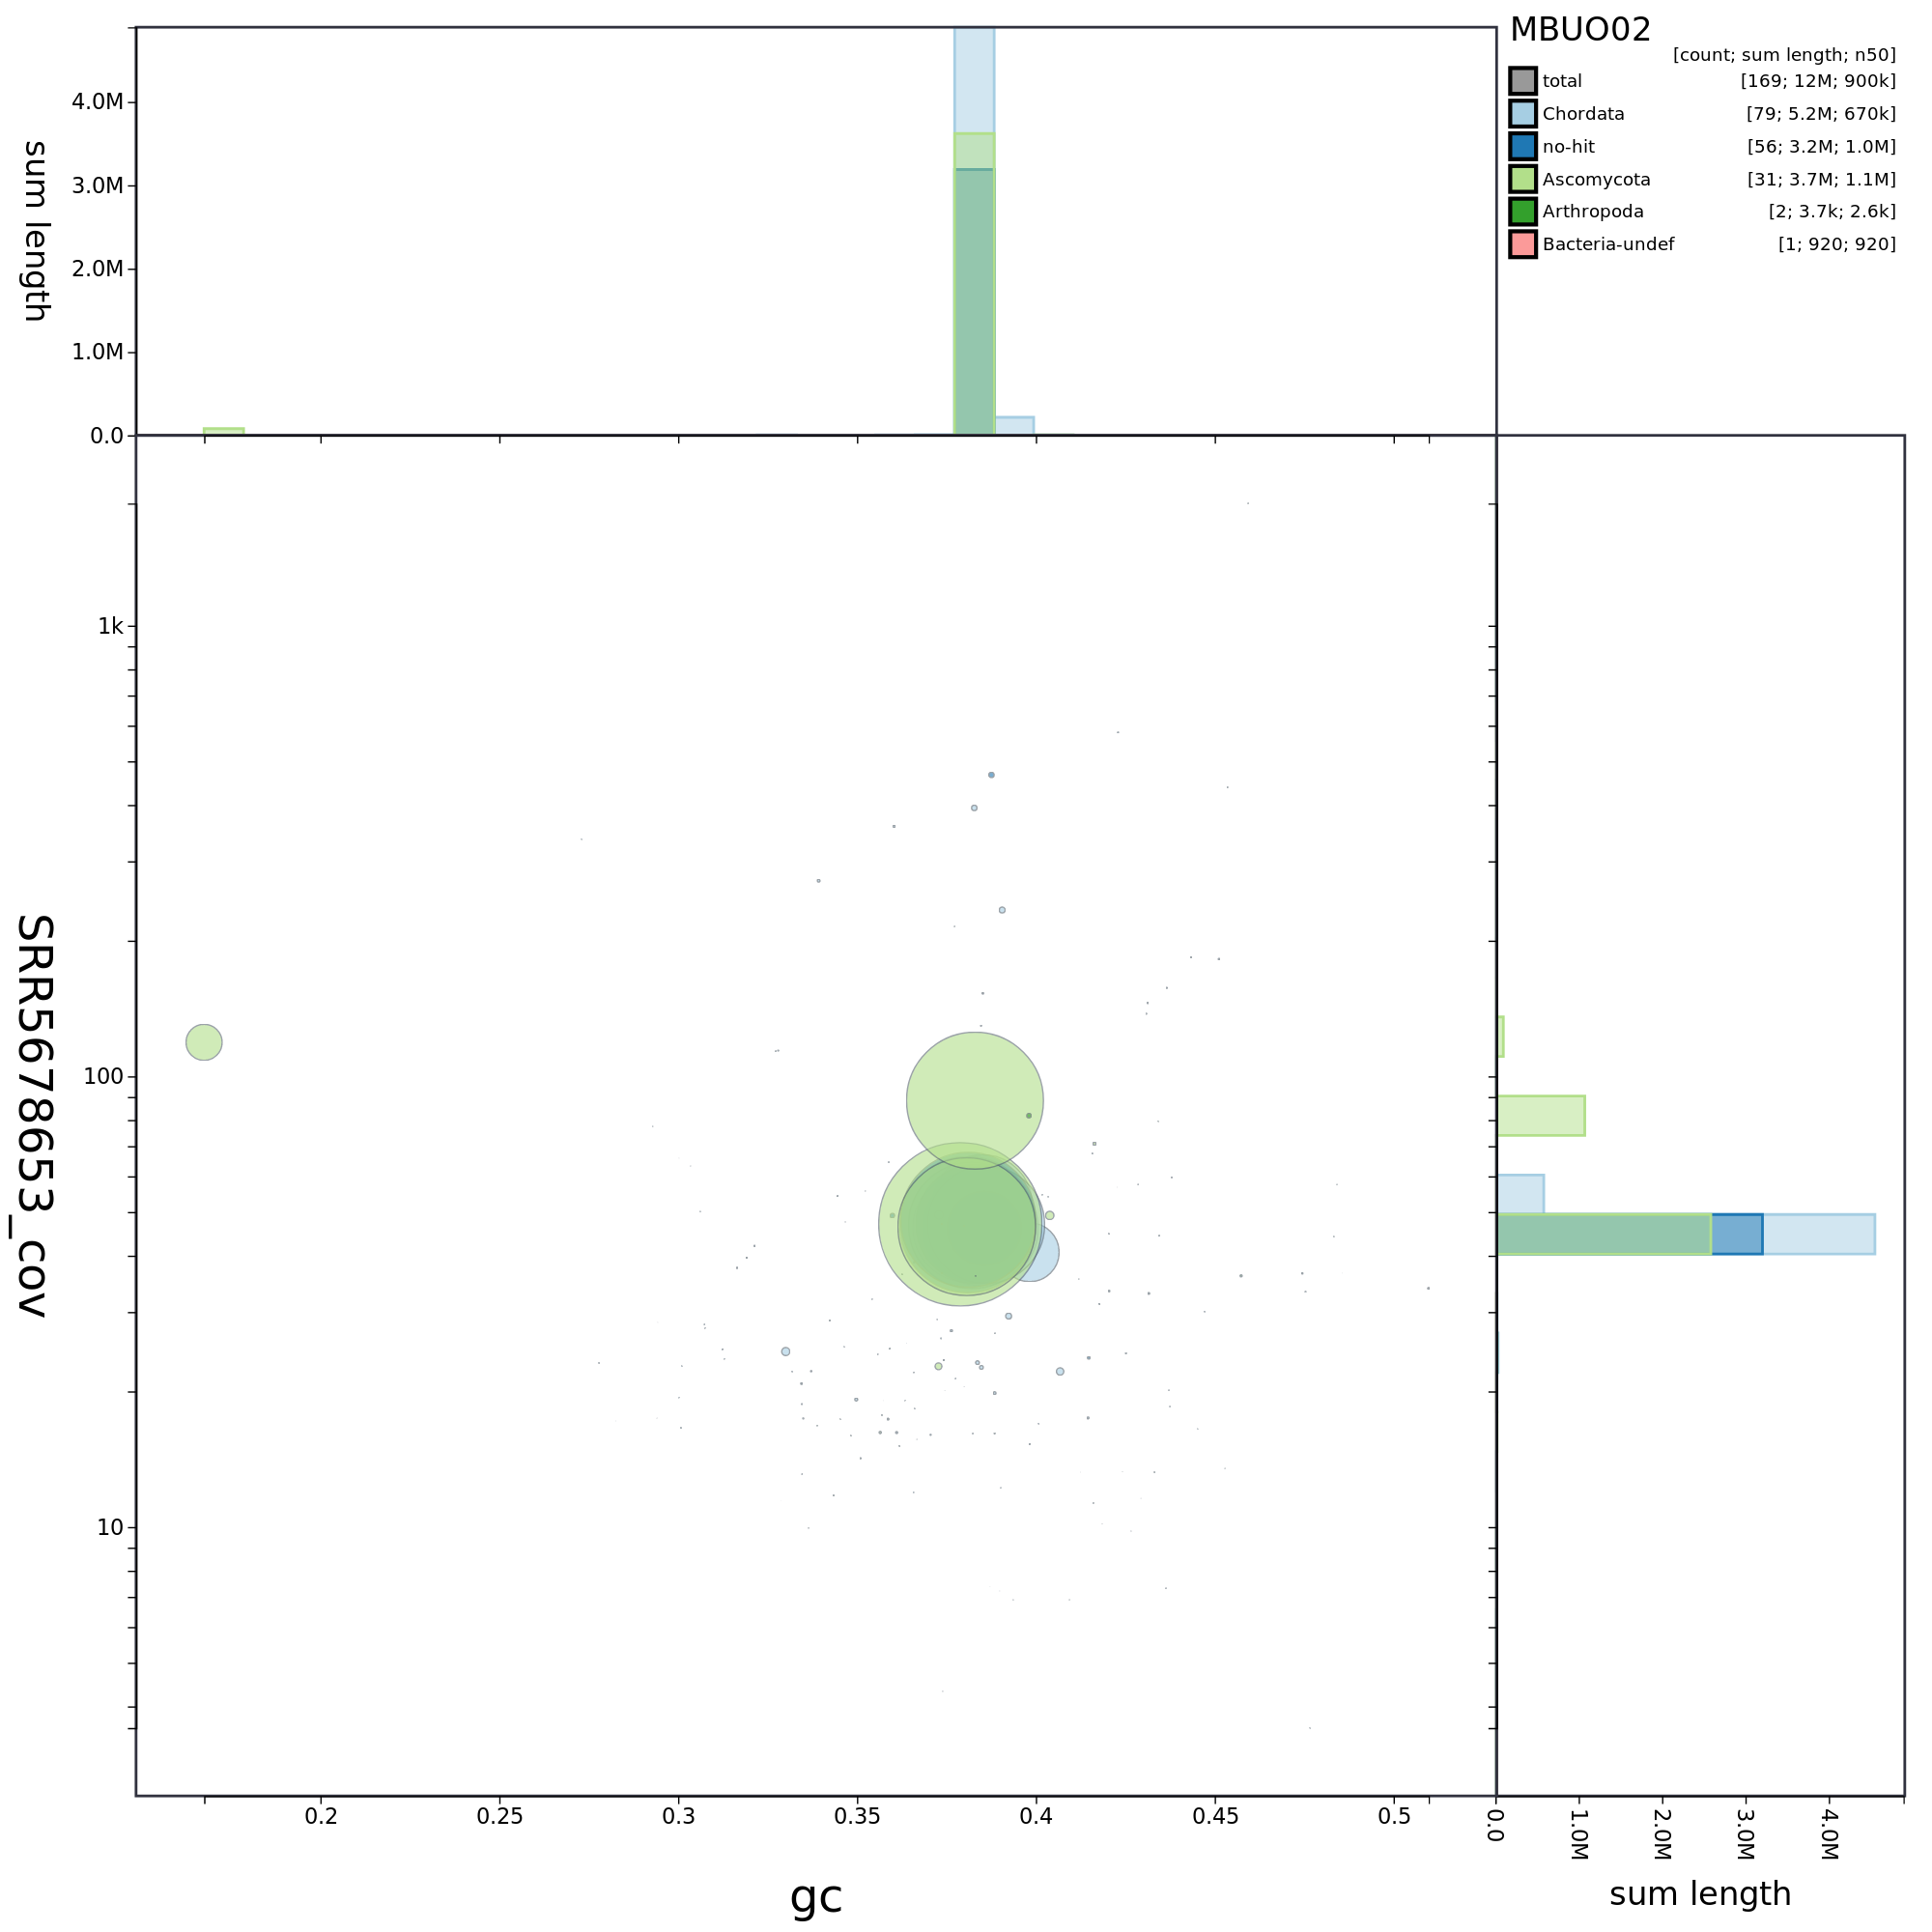 MBUO02
[count; sum length; n50]
total [169; 12M; 900k]
Chordata [79; 5.2M; 670k]
no-hit [56; 3.2M; 1.0M]
Ascomycota [31; 3.7M; 1.1M]
Arthropoda [2; 3.7k; 2.6k]
Bacteria-undef [1; 920; 920]
sum length
4.0M
3.0M
2.0M
1.0M
0.0
SRR5678653_cov
1k
100
10
0.2 0.25 0.3 0.35 0.4 0.45 0.5
gc
0.0 1.0M 2.0M 3.0M 4.0M
sum length